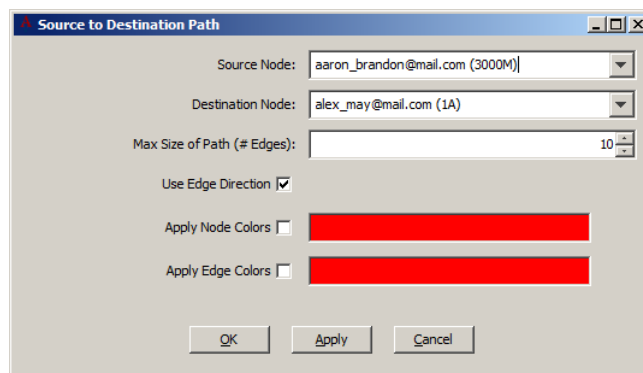 Source to Destination Path
Source Node: aaron_brandon@mail.com (3000M)
Destination Node: alex_may@mail.com (1A)
Max Size of Path (# Edges): 10
Use Edge Direction
Apply Node Colors
Apply Edge Colors
OK Apply Cancel